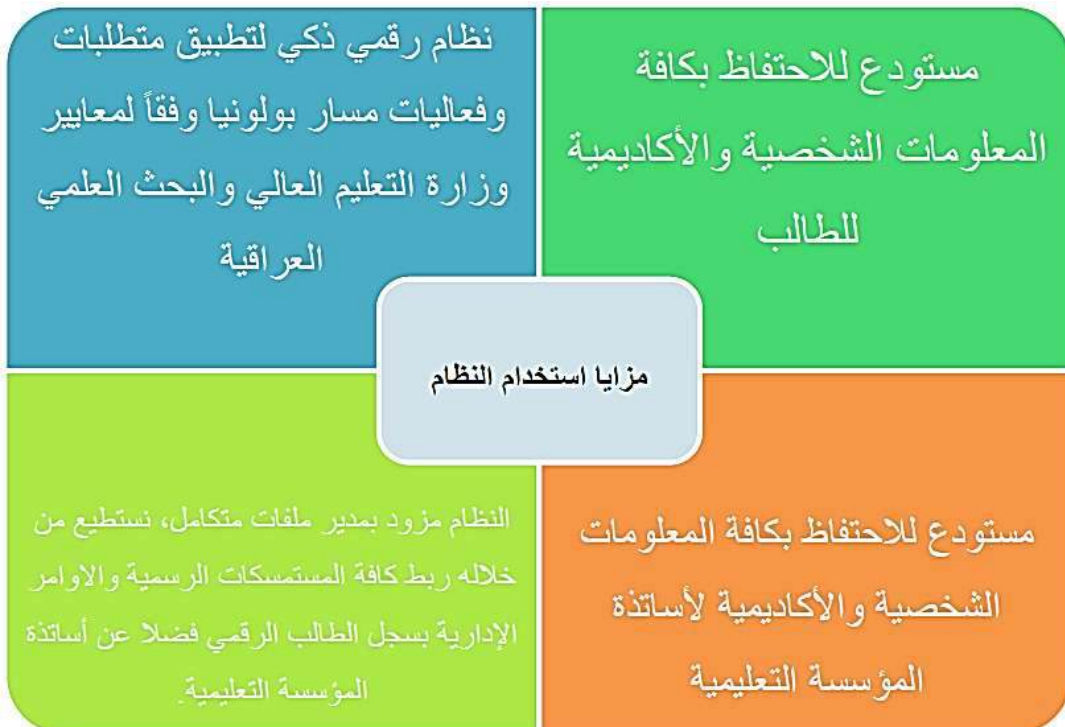 مستودع للاحتفاظ بكافة
المعلومات الشخصية والأكاديمية
للطالب
نظام رقمي ذكي لتطبيق متطلبات
وفعاليات مسار بولونيا وفقاً لمعايير
وزارة التعليم العالي والبحث العلمي
العراقية
مزايا استخدام النظام
مستودع للاحتفاظ بكافة المعلومات
الشخصية والأكاديمية لأساتذة
المؤسسة التعليمية
النظام مزود بمدير ملفات متكامل، نستطيع من
خلاله ربط كافة المستمسكات الرسمية والاوامر
الإدارية بسجل الطالب الرقمي فضلا عن أساتذة
المؤسسة التعليمية.